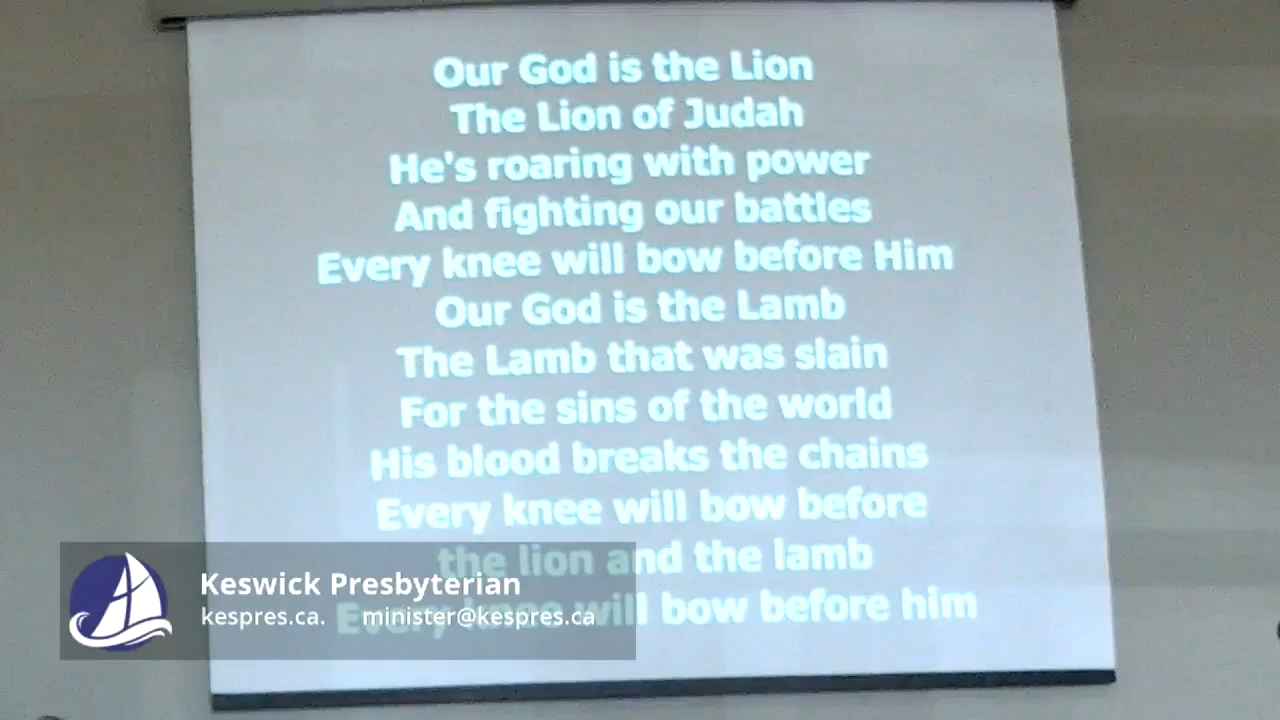 Our God is the Lion
The Lion of Judah
He's roaring with power
And fighting our battles
Every knee will bow before Him
Our God is the Lamb
The Lamb that was slain
For the sins of the world
His blood breaks the chains
Every knee will bow before
the lion and the lamb
Every knee will bow before him
Keswick Presbyterian
kespres.ca. minister@kespres.ca